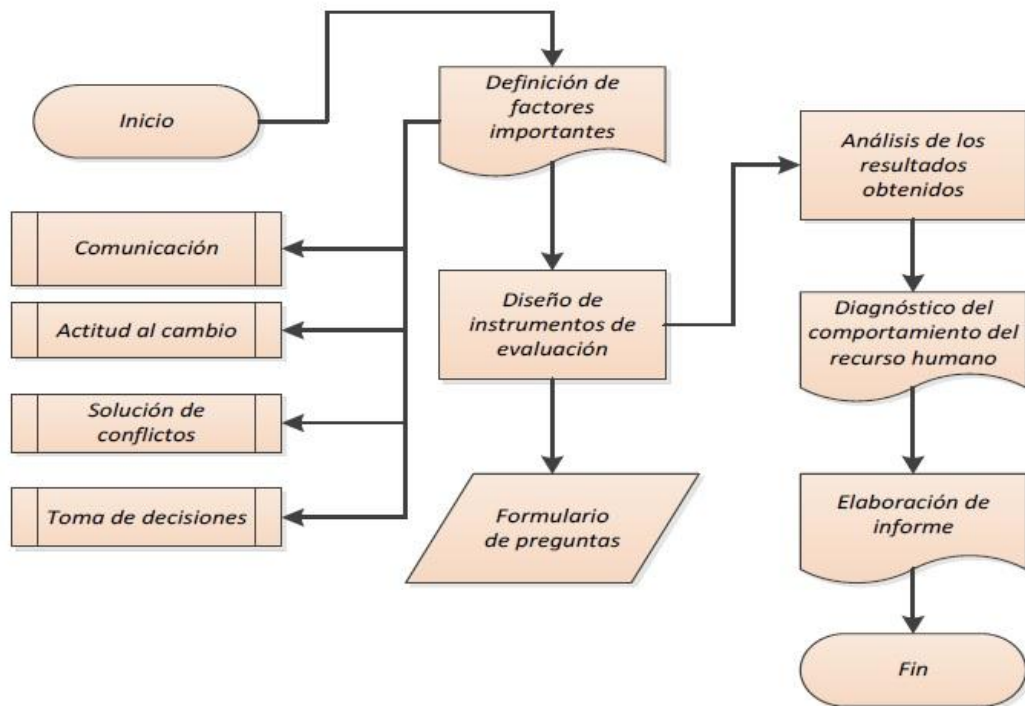 Inicio
Definición de
factores
importantes
Comunicación
Actitud al cambio
Solución de
conflictos
Toma de decisiones
Diseño de
instrumentos de
evaluación
Formulario
de preguntas
Análisis de los
resultados
obtenidos
Diagnóstico del
comportamiento del
recurso humano
Elaboración de
informe
Fin